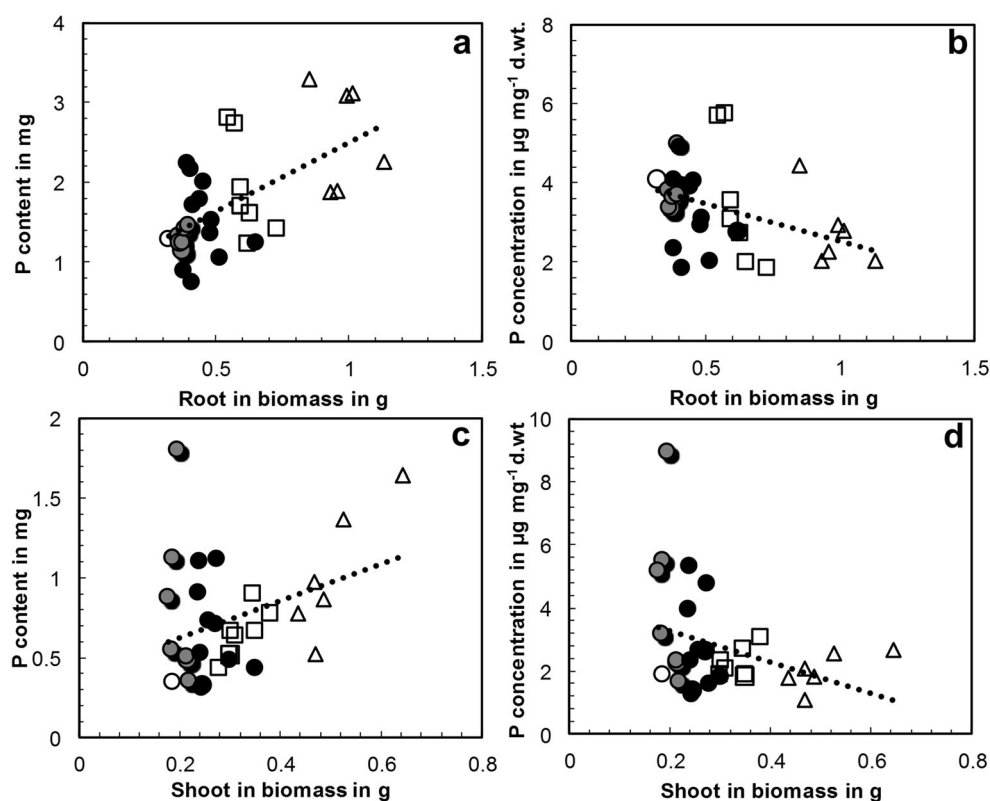 a
P content in mg
4
3
2
1
0
0 0.5 1 1.5
Root in biomass in g
b
P concentration in µg mg⁻¹ d.wt.
8
6
4
2
0
0 0.5 1 1.5
Root in biomass in g
c
P content in mg
2
1.5
1
0.5
0
0 0.2 0.4 0.6 0.8
Shoot in biomass in g
d
P concentration in µg mg⁻¹ d.wt
10
8
6
4
2
0
0 0.2 0.4 0.6 0.8
Shoot in biomass in g